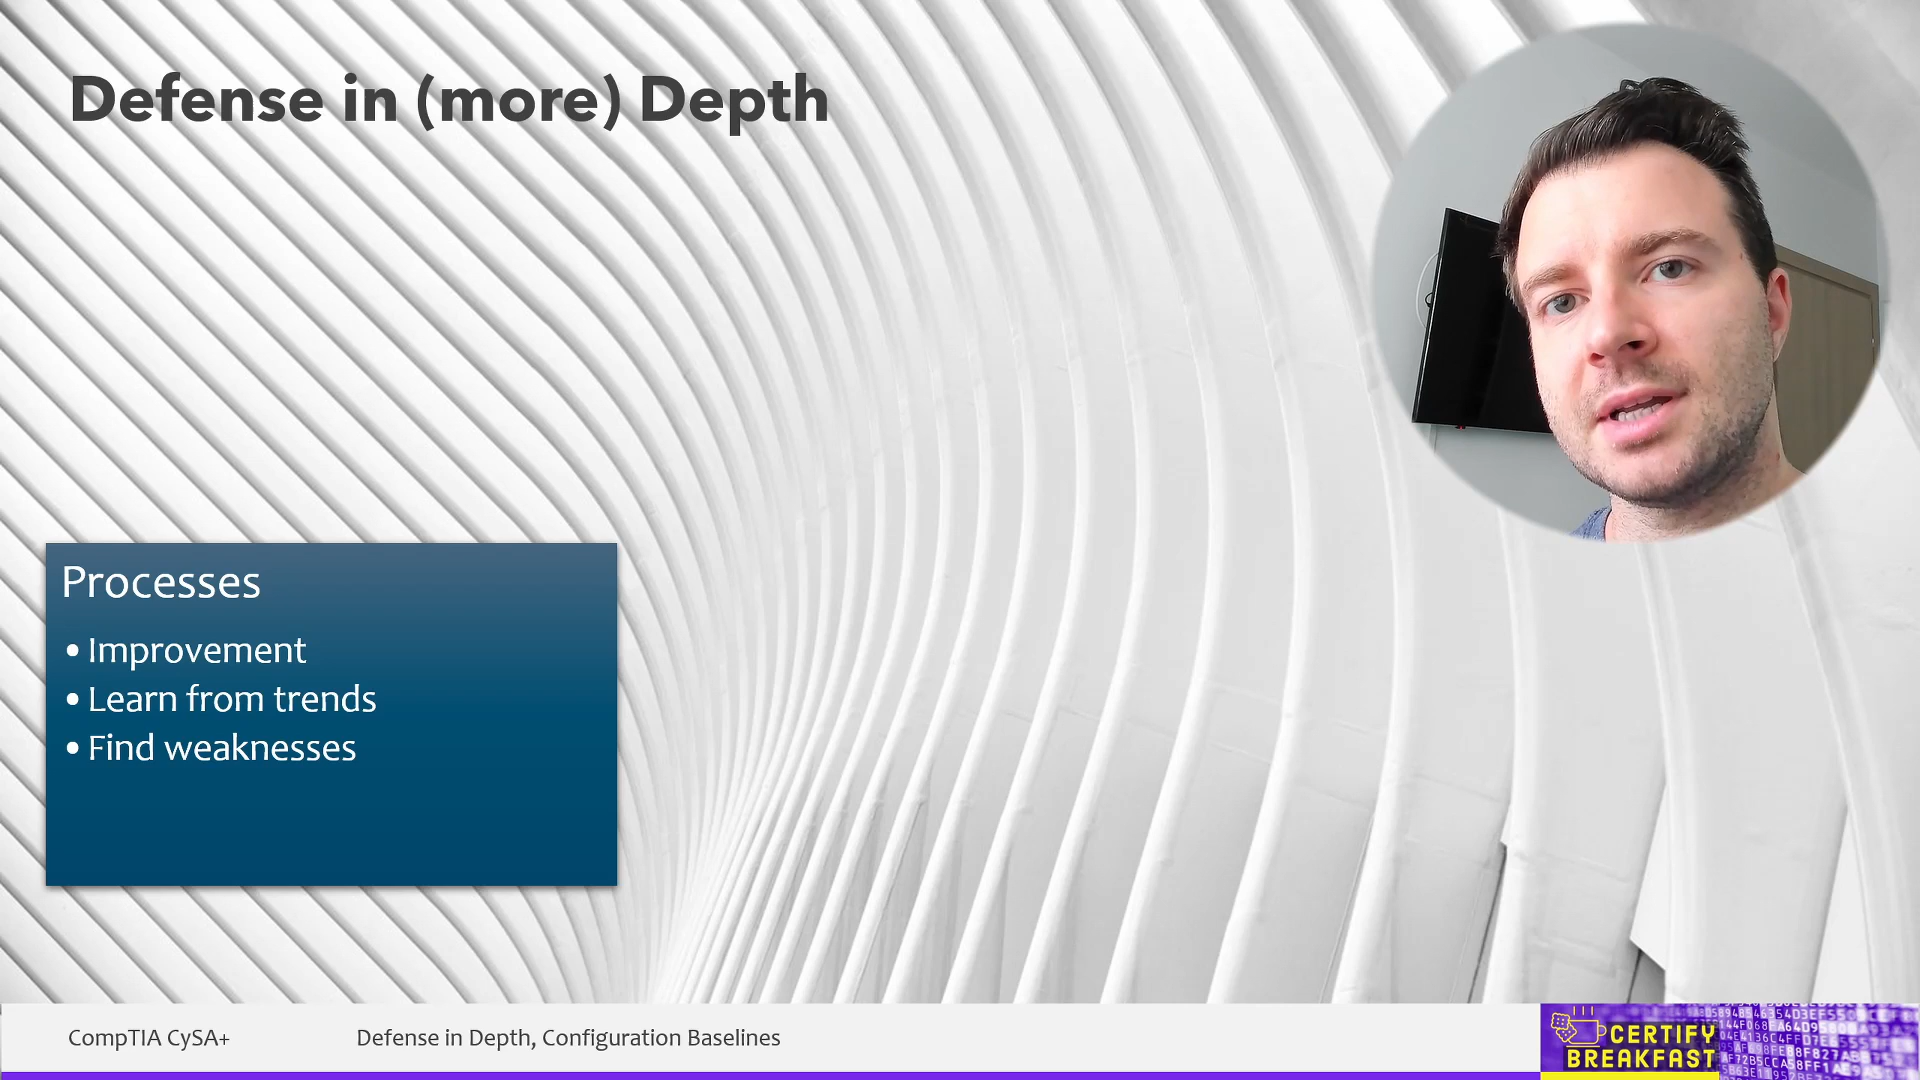 Defense in (more) Depth
Processes
• Improvement
• Learn from trends
• Find weaknesses
CompTIA CySA+
Defense in Depth, Configuration Baselines
CERTIFY
BREAKFAST